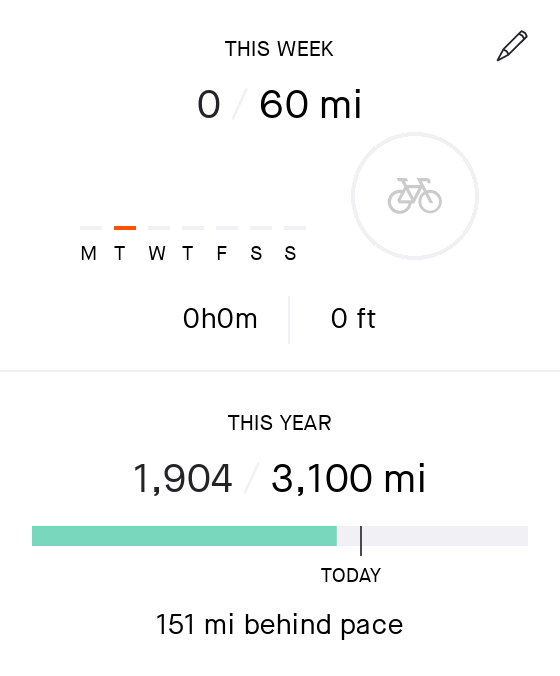 THIS WEEK
0 / 60 mi
M T W T F S S
0h0m 0 ft
THIS YEAR
1,904 / 3,100 mi
TODAY
151 mi behind pace